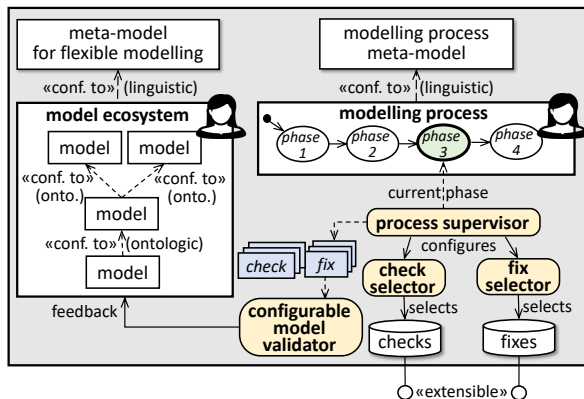 meta-model
for flexible modelling
modelling process
meta-model
«conf. to» (linguistic)
«conf. to» (linguistic)
model ecosystem
model
model
«conf. to»
(onto.)
«conf. to»
(onto.)
model
«conf. to» (ontologic)
model
modelling process
phase
1
phase
2
phase
3
phase
4
current phase
process supervisor
configures
check
fix
check
selector
fix
selector
feedback
configurable
model
validator
selects
selects
checks
fixes
«extensible»